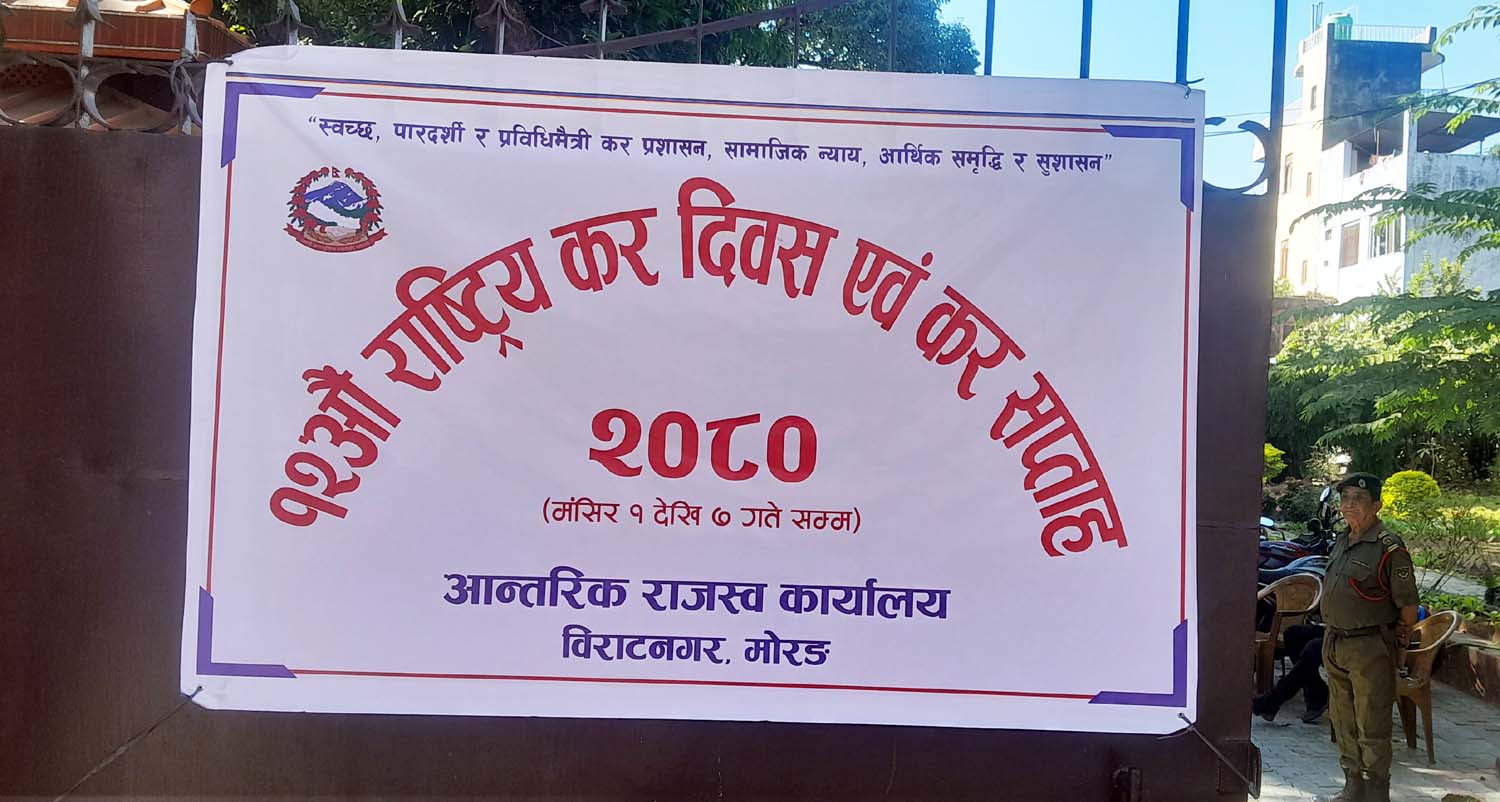 "स्वच्छ, पारदर्शी र प्रविधिमैत्री कर प्रशासन, सामाजिक न्याय, आर्थिक समृद्धि र सुशासन"
१२औं राष्ट्रिय कर दिवस एवं कर सप्ताह
२०८०
(मंसिर १ देखि ७ गते सम्म)
आन्तरिक राजस्व कार्यालय
विराटनगर, मोरङ